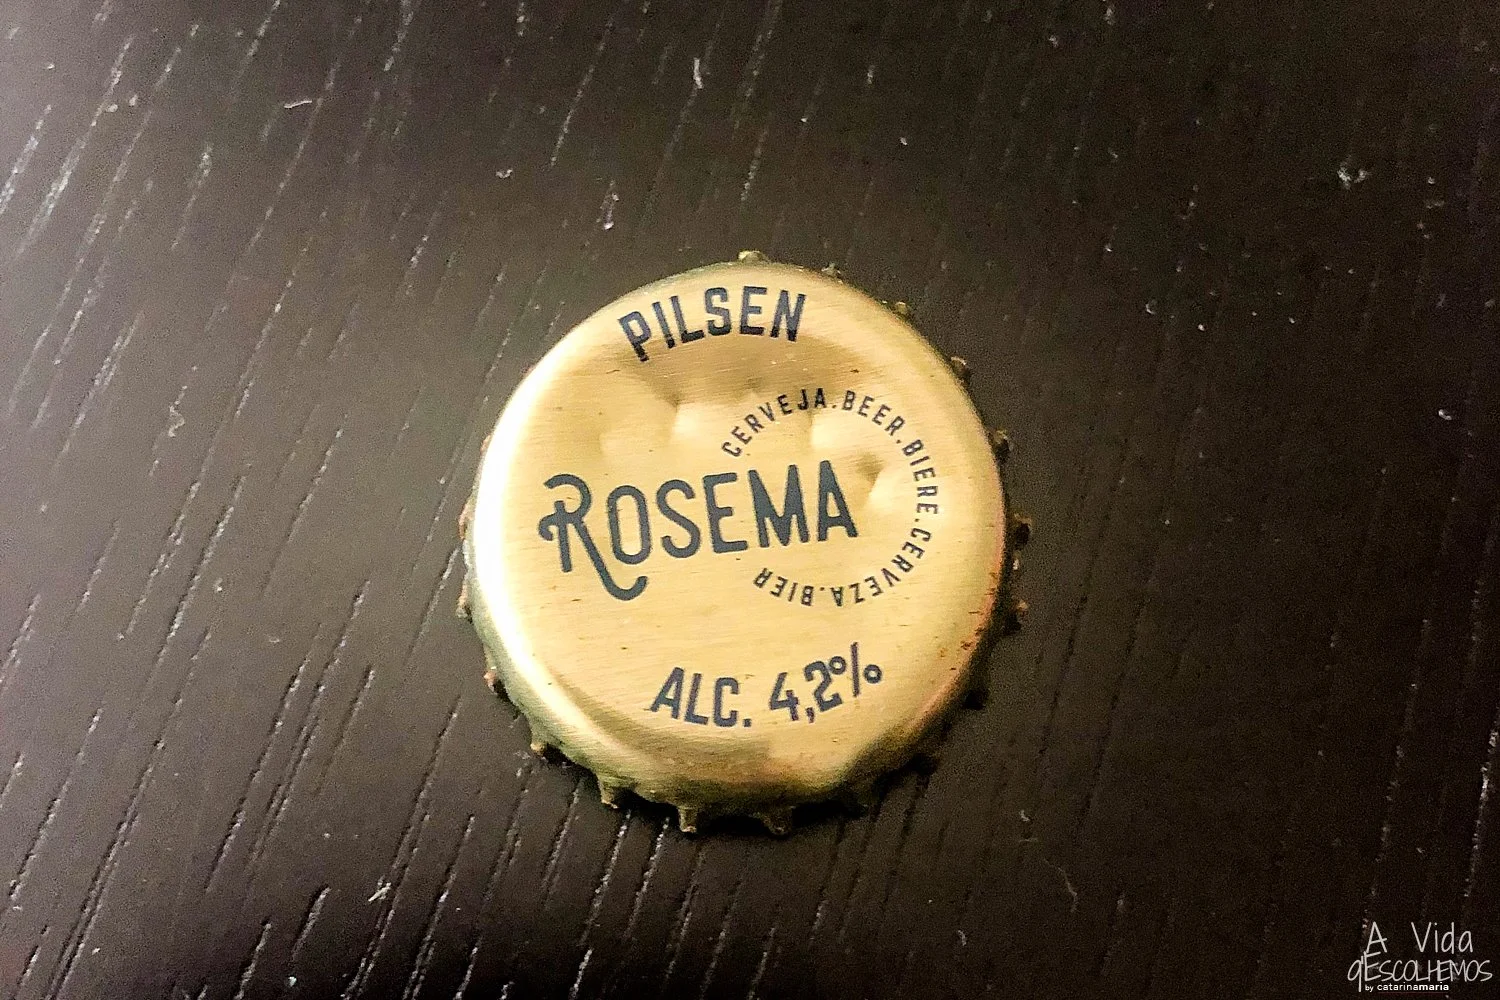 PILSEN
CERVEJA.BEER.BIERE.CERVEZA.BIER
ROSEMA
ALC. 4,2%
A Vida
qESCOLHEMOS
by catarinamaria